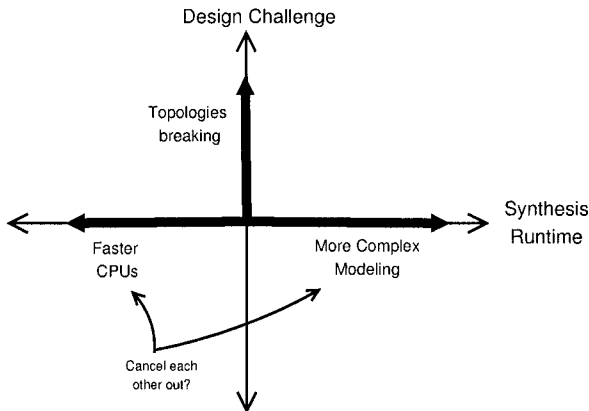 Design Challenge
Topologies
breaking
Synthesis
Runtime
Faster
CPUs
More Complex
Modeling
Cancel each
other out?